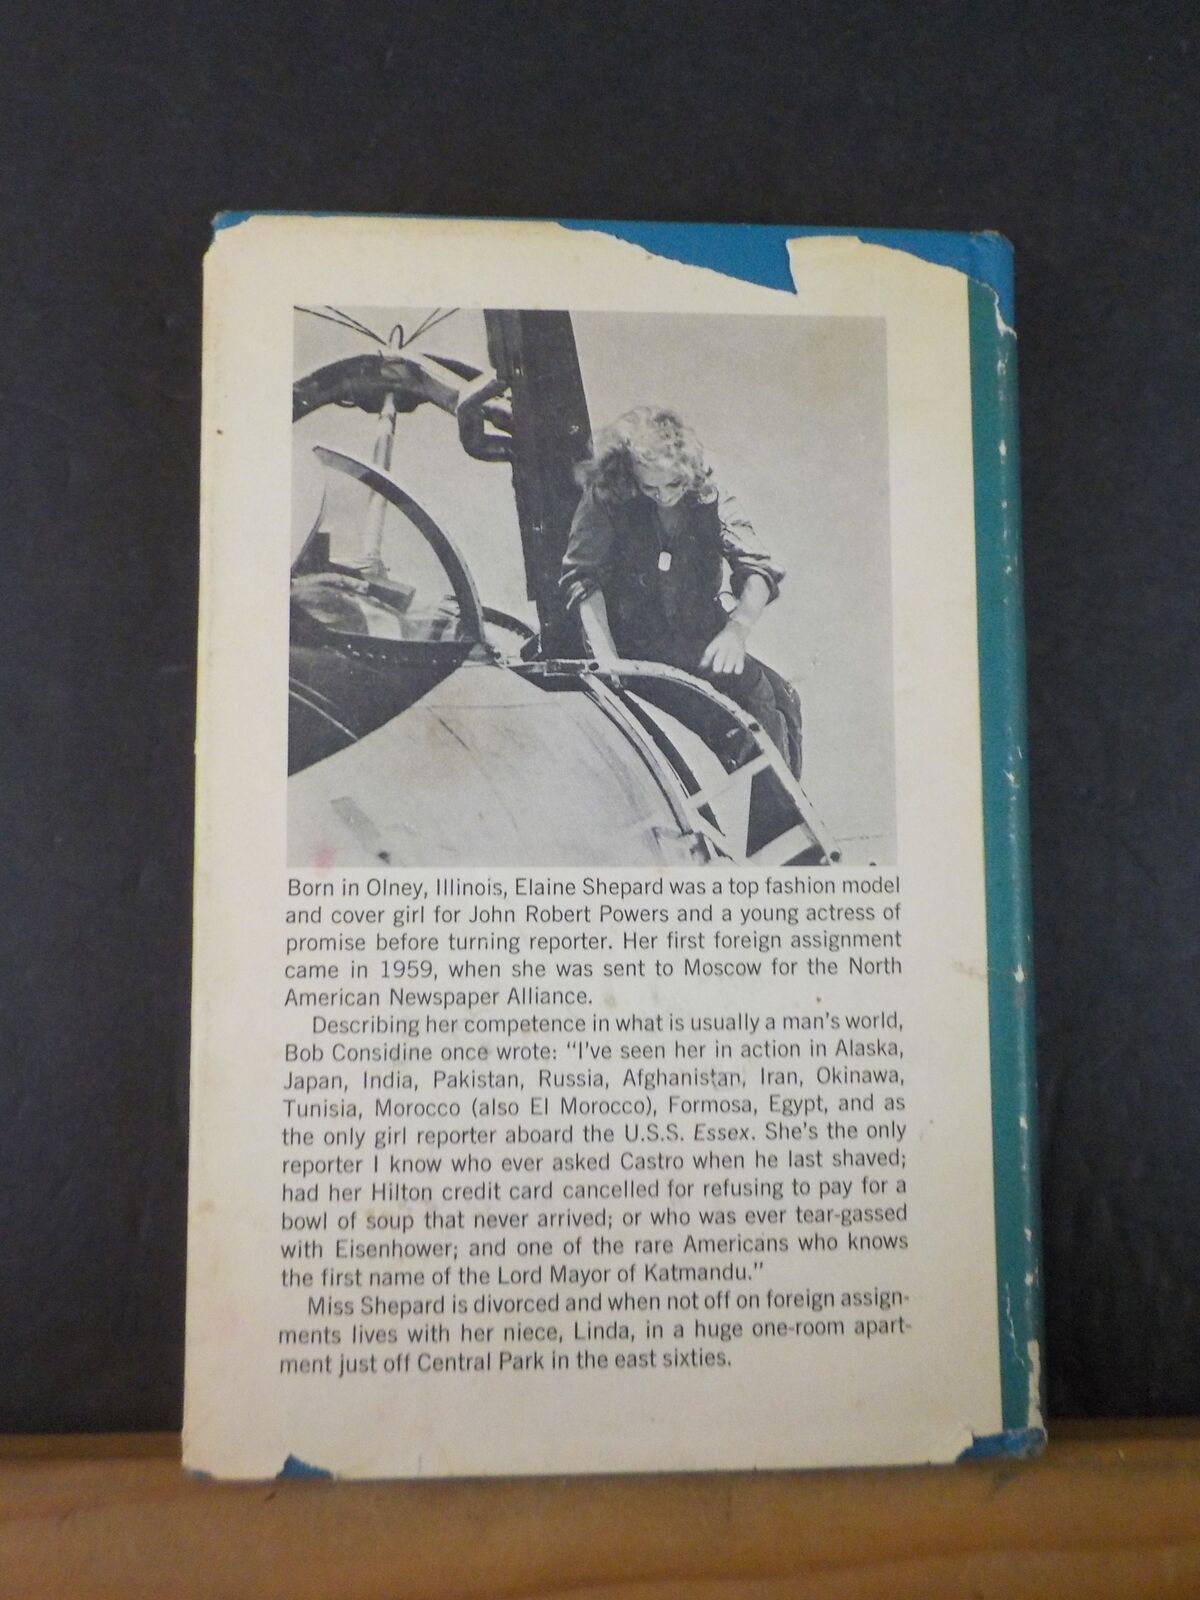 Born in Olney, Illinois, Elaine Shepard was a top fashion model
and cover girl for John Robert Powers and a young actress of
promise before turning reporter. Her first foreign assignment
came in 1959, when she was sent to Moscow for the North
American Newspaper Alliance.
Describing her competence in what is usually a man's world,
Bob Considine once wrote: "I've seen her in action in Alaska,
Japan, India, Pakistan, Russia, Afghanistan, Iran, Okinawa,
Tunisia, Morocco (also El Morocco), Formosa, Egypt, and as
the only girl reporter aboard the U.S.S. Essex. She's the only
reporter I know who ever asked Castro when he last shaved;
had her Hilton credit card cancelled for refusing to pay for a
bowl of soup that never arrived; or who was ever tear-gassed
with Eisenhower; and one of the rare Americans who knows
the first name of the Lord Mayor of Katmandu."
Miss Shepard is divorced and when not off on foreign assign-
ments lives with her niece, Linda, in a huge one-room apart-
ment just off Central Park in the east sixties.